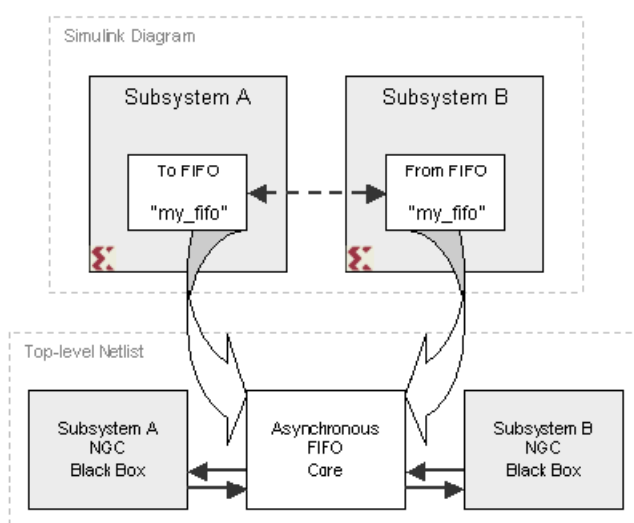 Simulink Diagram
Subsystem A
Subsystem B
To FIFO
"my_fifo"
From FIFO
"my_fifo"
Top-level Netlist
Subsystem A
NGC
Black Box
Asynchronous
FIFO
Care
Subsystem B
NGC
Black Box